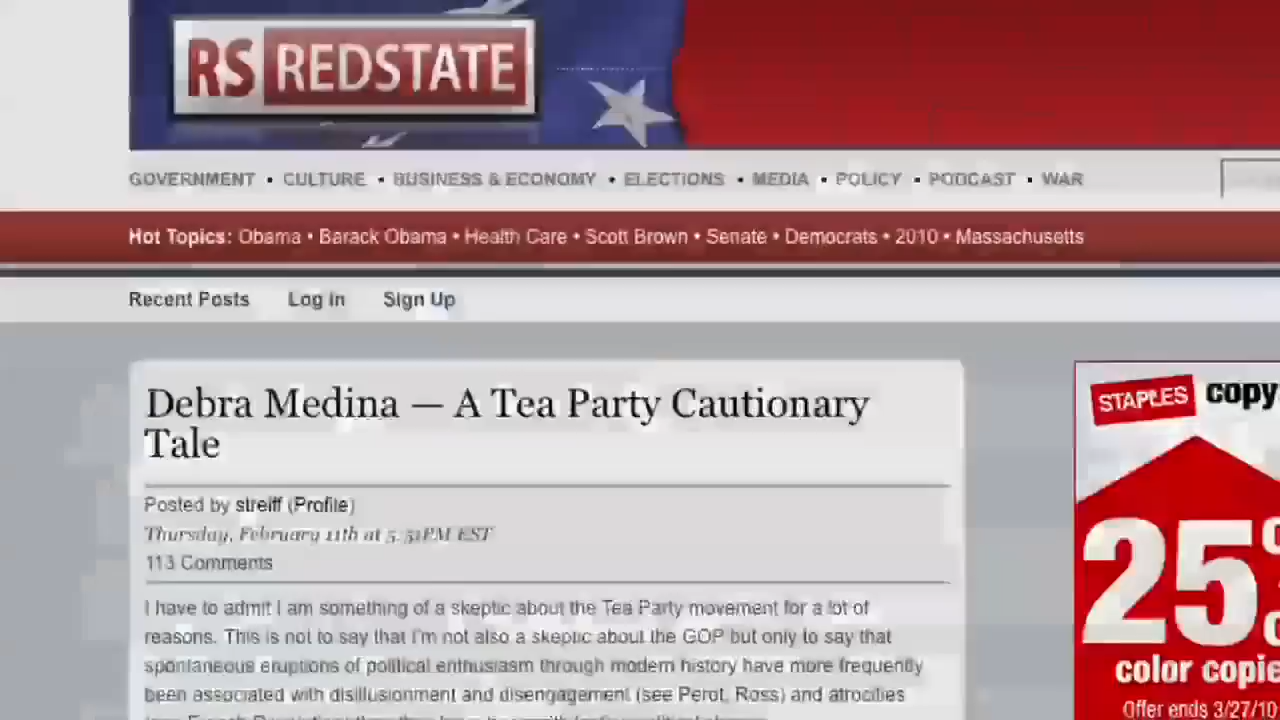 RS REDSTATE
GOVERNMENT • CULTURE • BUSINESS & ECONOMY • ELECTIONS • MEDIA • POLICY • PODCAST • WAR
Hot Topics: Obama • Barack Obama • Health Care • Scott Brown • Senate • Democrats • 2010 • Massachusetts
Recent Posts Log In Sign Up
Debra Medina — A Tea Party Cautionary
Tale
Posted by streiff (Profile)
Thursday, February 11th at 5:51PM EST
113 Comments
I have to admit I am something of a skeptic about the Tea Party movement for a lot of
reasons. This is not to say that I'm not also a skeptic about the GOP but only to say that
spontaneous eruptions of political enthusiasm through modern history have more frequently
been associated with disillusionment and disengagement (see Perot, Ross) and atrocities
STAPLES copy
25%
color copie
Offer ends 3/27/10